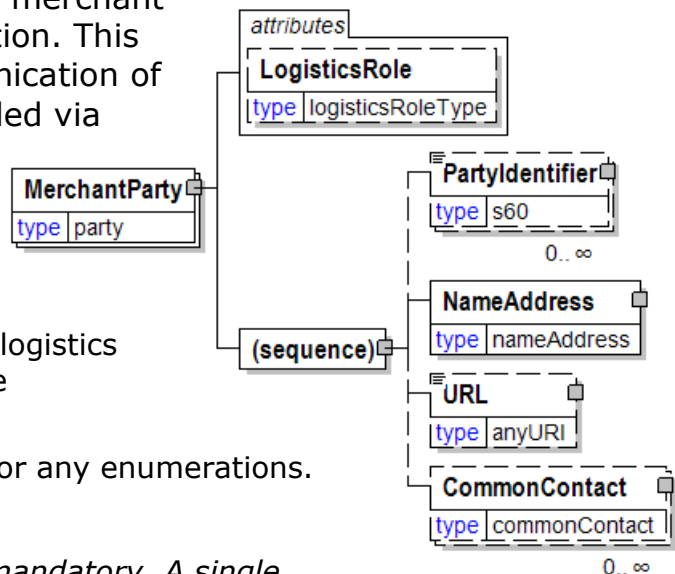 merchant
tion. This
nication of
led via
logistics
e
or any enumerations.
mandatory. A single
attributes
LogisticsRole
type logisticsRoleType
MerchantParty
type party
(sequence)
PartyIdentifier
type s60
0.. ∞
NameAddress
type nameAddress
URL
type anyURI
CommonContact
type commonContact
0.. ∞